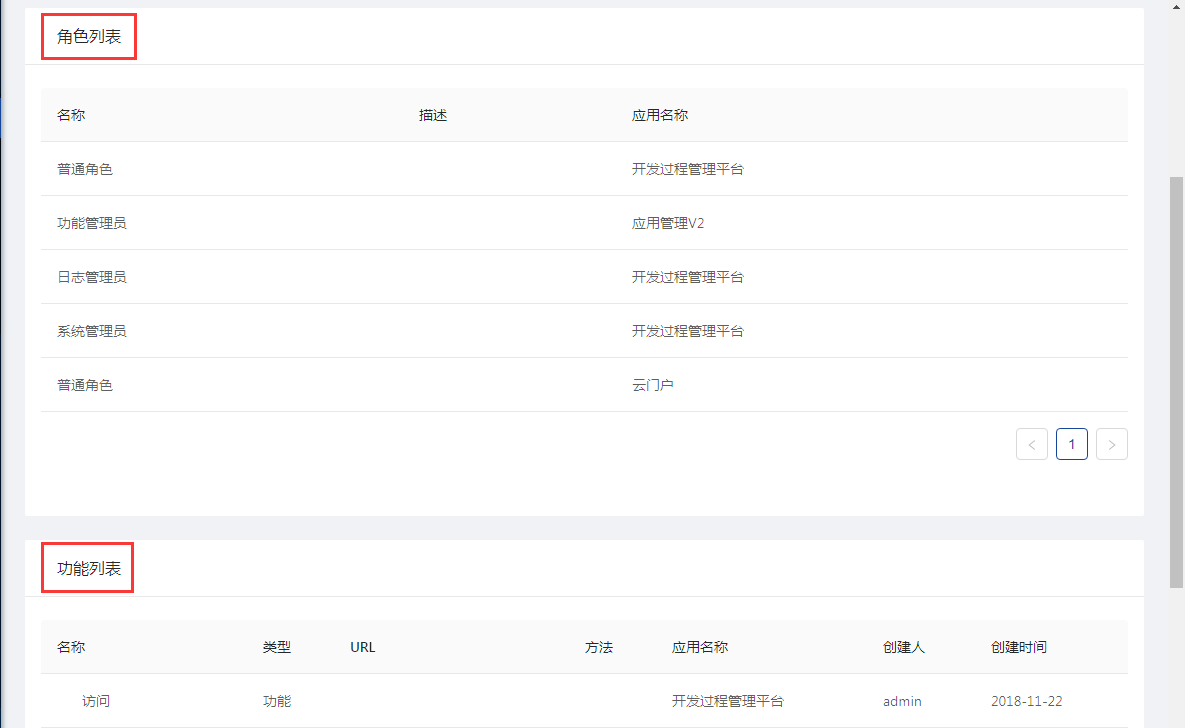 角色列表
名称 描述 应用名称
普通角色 开发过程管理平台
功能管理员 应用管理V2
日志管理员 开发过程管理平台
系统管理员 开发过程管理平台
普通角色 云门户
< 1 >
功能列表
名称 类型 URL 方法 应用名称 创建人 创建时间
访问 功能 开发过程管理平台 admin 2018-11-22